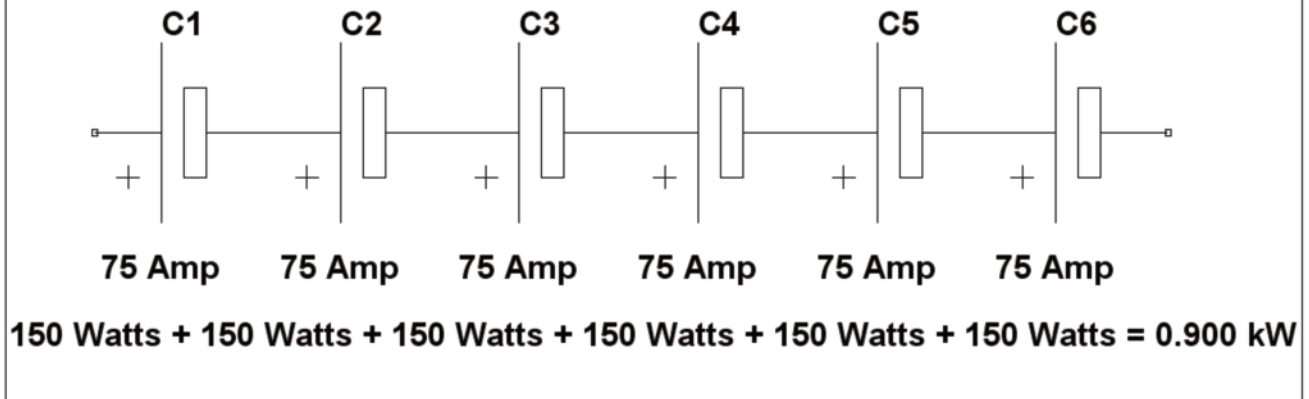 C1 C2 C3 C4 C5 C6
+ + + + + +
75 Amp 75 Amp 75 Amp 75 Amp 75 Amp 75 Amp
150 Watts + 150 Watts + 150 Watts + 150 Watts + 150 Watts + 150 Watts = 0.900 kW